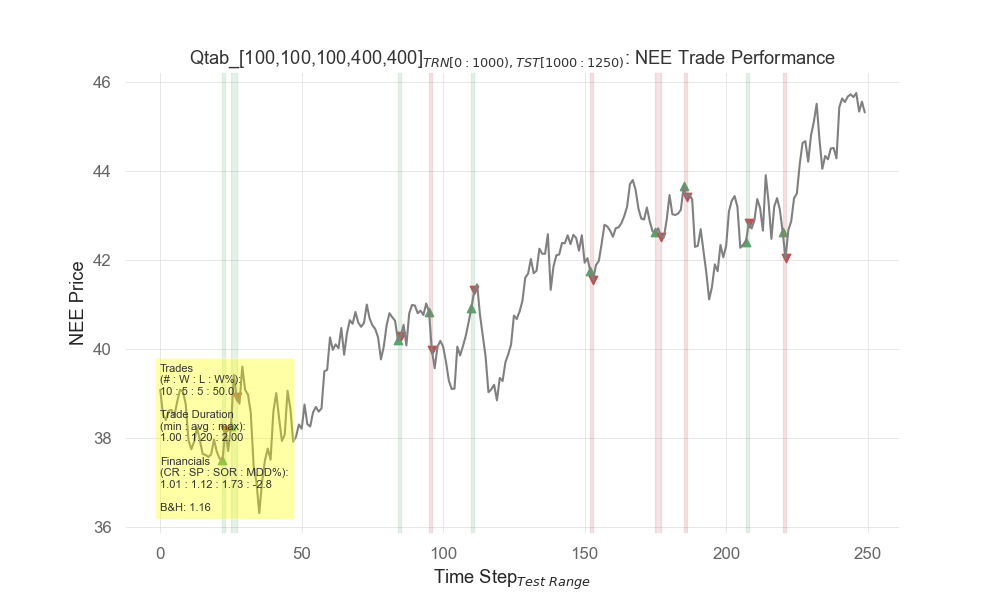 Qtab_[100,100,100,400,400]TRN[0 : 1000), TST[1000 : 1250): NEE Trade Performance
46
44
42
40
38
36
NEE Price
Trades
(# : W : L : W%):
10 : 5 : 5 : 50.0
Trade Duration
(min : avg : max):
1.00 : 1.20 : 2.00
Financials
(CR : SP : SOR : MDD%):
1.01 : 1.12 : 1.73 : -2.8
B&H: 1.16
0 50 100 150 200 250
Time StepTest Range